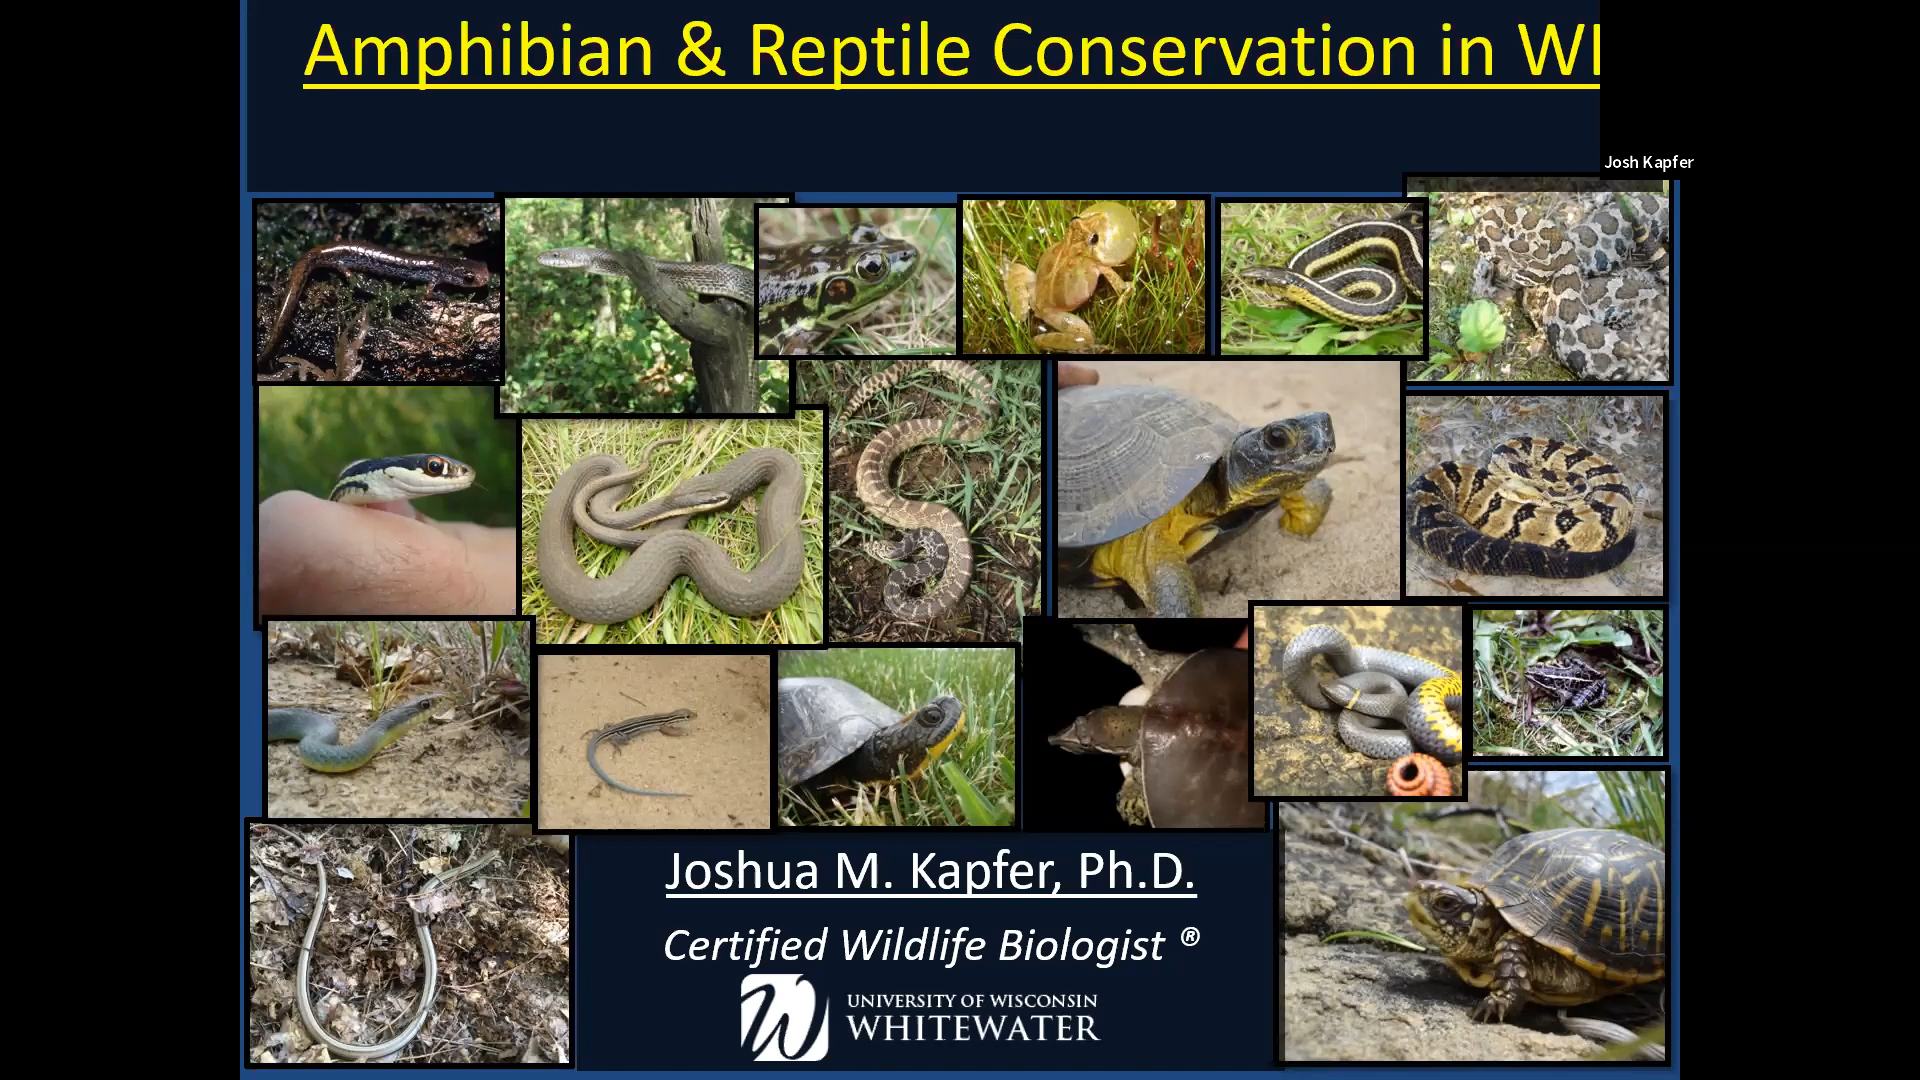 Amphibian & Reptile Conservation in WI
Josh Kapfer
Joshua M. Kapfer, Ph.D.
Certified Wildlife Biologist ®
UNIVERSITY OF WISCONSIN
WHITEWATER